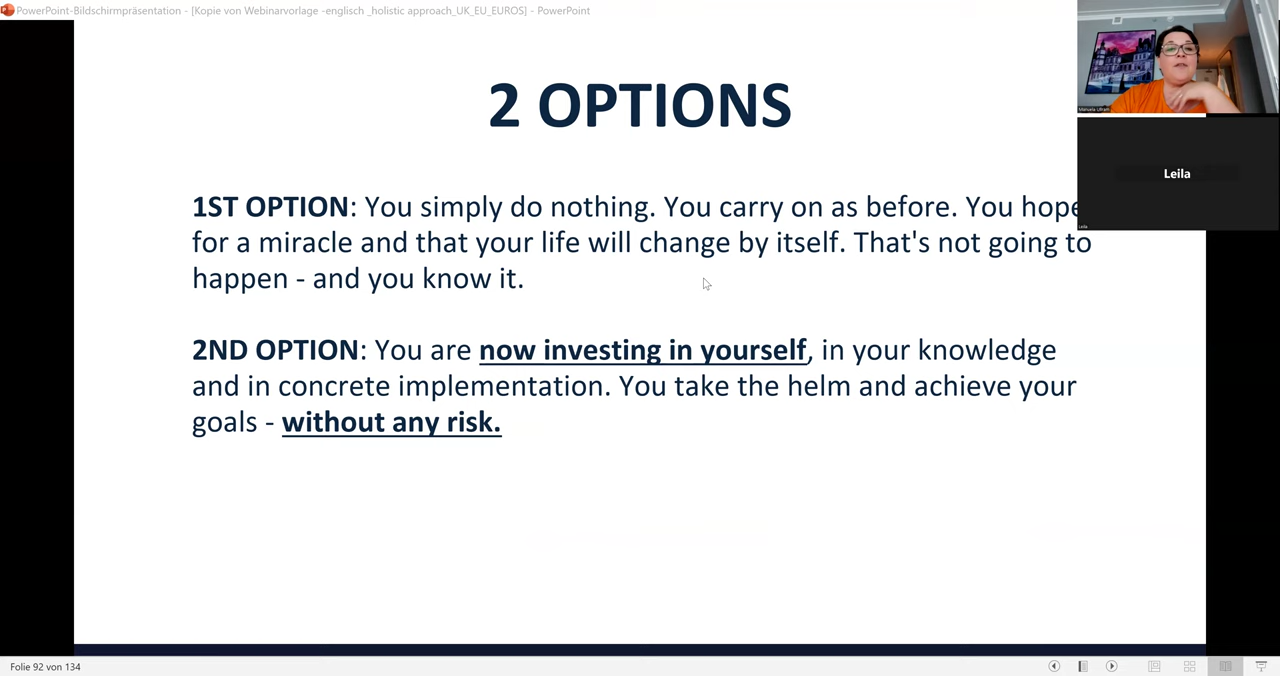 PowerPoint-Bildschirmpräsentation - [Kopie von Webinarvorlage -englisch _holistic approach_UK_EU_EUROS] - PowerPoint
2 OPTIONS
1ST OPTION: You simply do nothing. You carry on as before. You hope
for a miracle and that your life will change by itself. That's not going to
happen - and you know it.
2ND OPTION: You are now investing in yourself, in your knowledge
and in concrete implementation. You take the helm and achieve your
goals - without any risk.
Leila
Leila
Folie 92 von 134